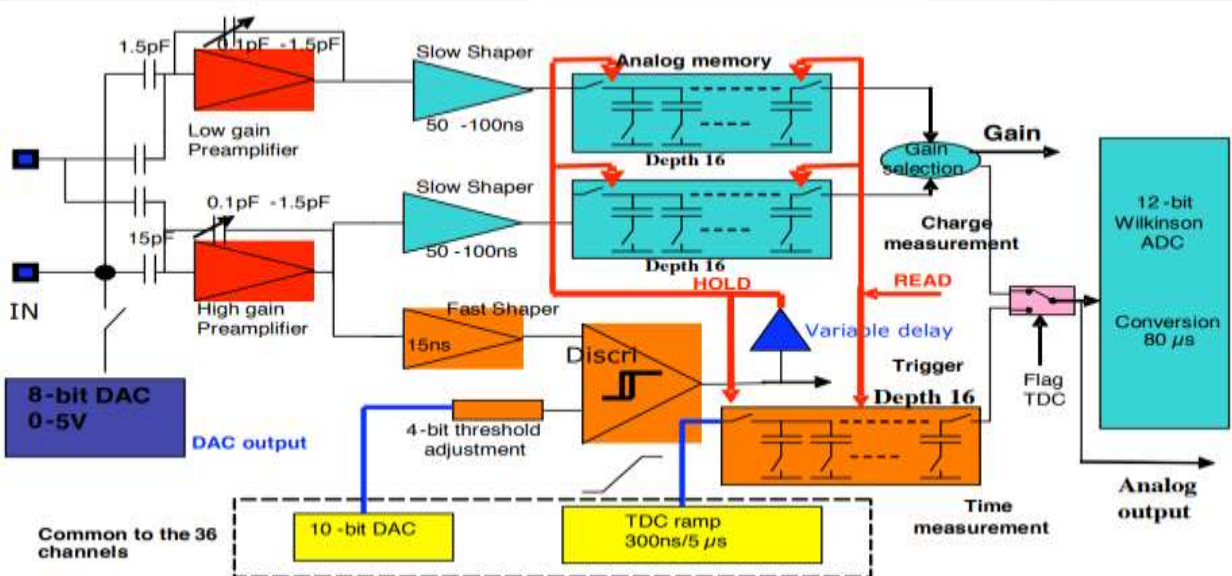 1.5pF
0.1pF -1.5pF
Low gain
Preamplifier
Slow Shaper
50 -100ns
Analog memory
Depth 16
Gain
selection
Gain
12-bit
Wilkinson
ADC
Conversion
80 µs
0.1pF -1.5pF
15pF
IN
High gain
Preamplifier
Slow Shaper
50 -100ns
Depth 16
Charge
measurement
HOLD
READ
Fast Shaper
15ns
Discri
Variable delay
Trigger
Depth 16
Flag
TDC
8-bit DAC
0-5V
DAC output
4-bit threshold
adjustment
Analog
output
Time
measurement
Common to the 36
channels
10 -bit DAC
TDC ramp
300ns/5 µs